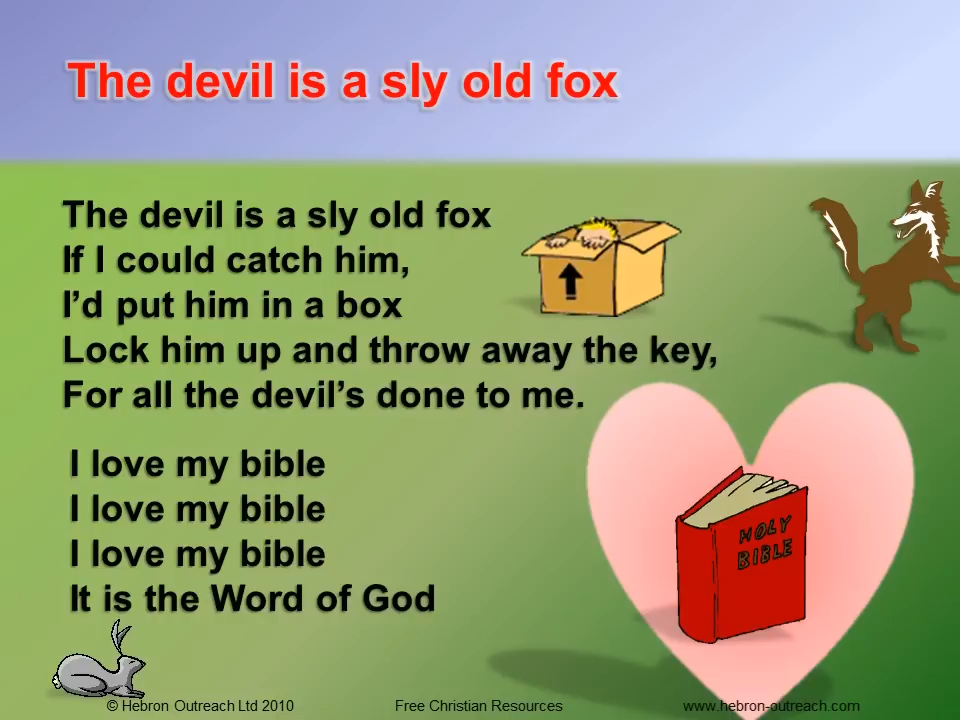 The devil is a sly old fox
The devil is a sly old fox
If I could catch him,
I’d put him in a box
Lock him up and throw away the key,
For all the devil’s done to me.
I love my bible
I love my bible
I love my bible
It is the Word of God
HOLY
BIBLE
© Hebron Outreach Ltd 2010 Free Christian Resources www.hebron-outreach.com